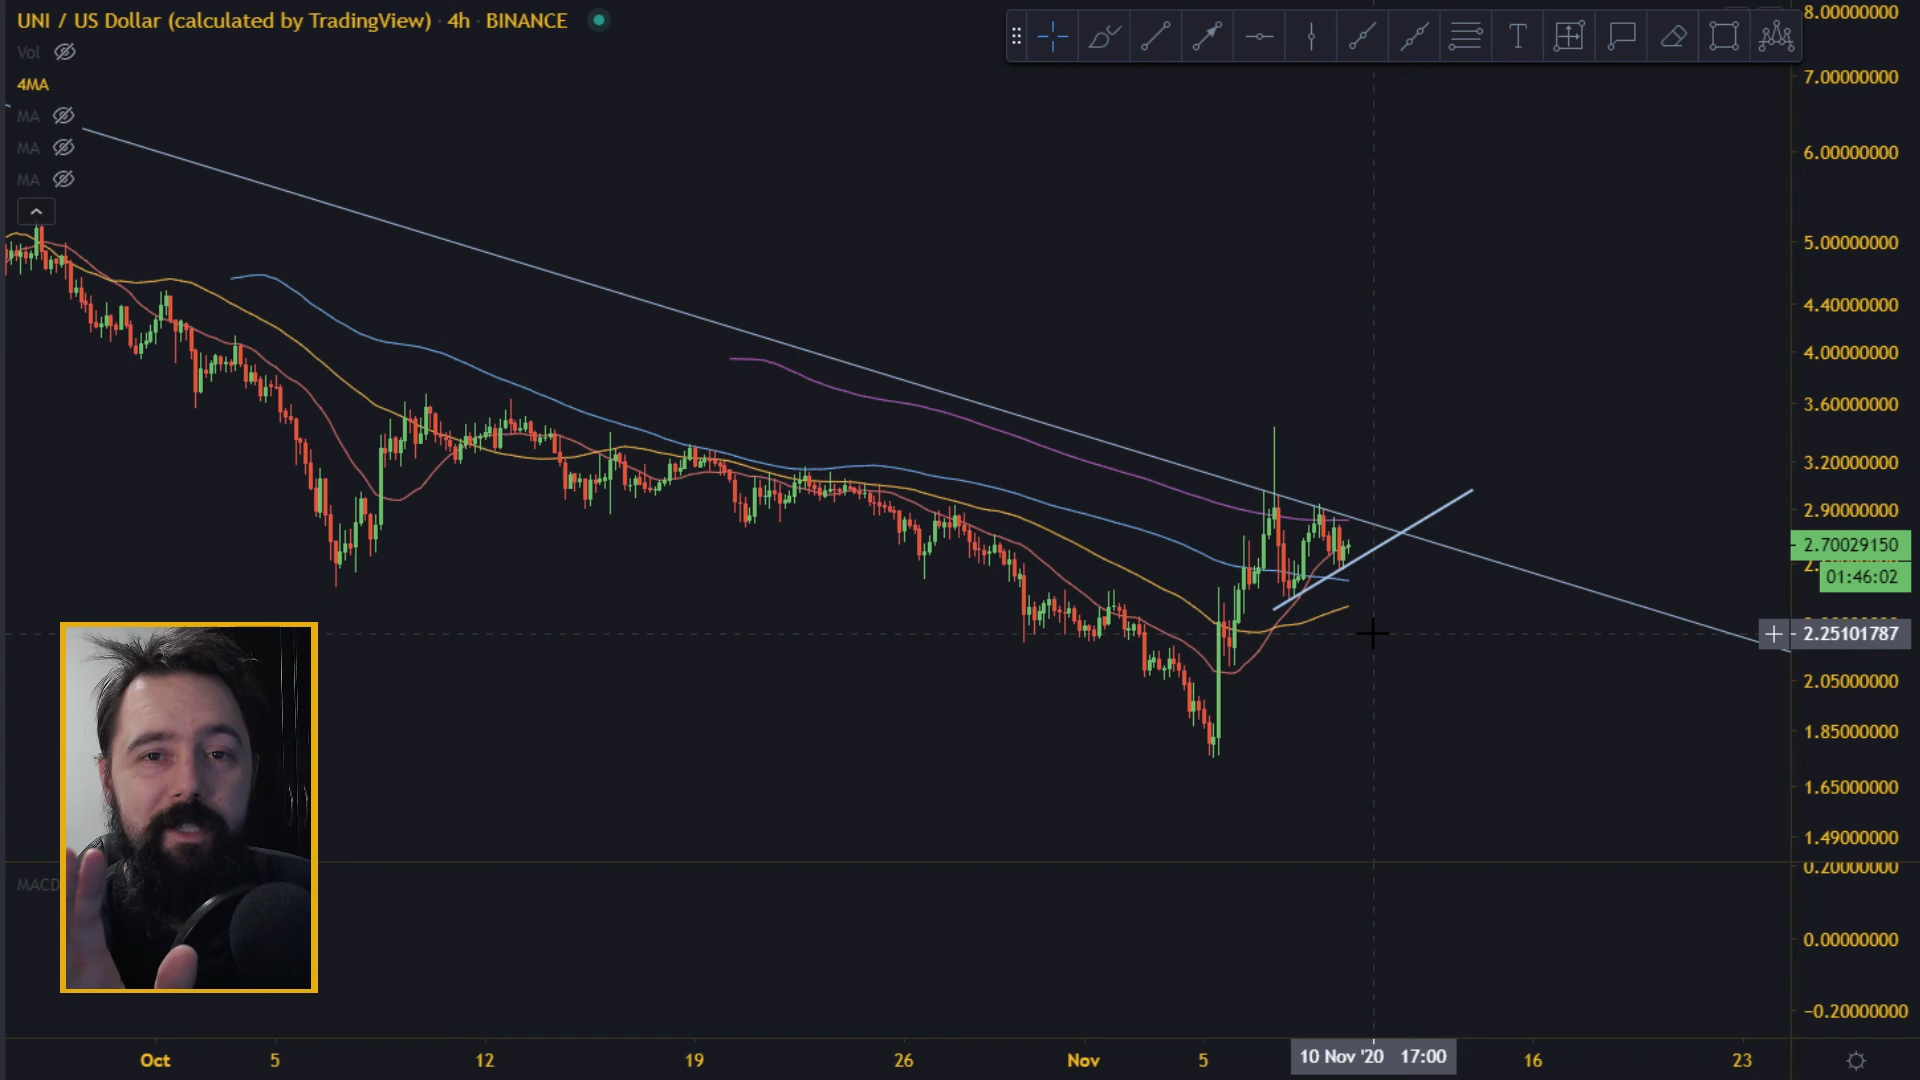 UNI / US Dollar (calculated by TradingView) · 4h · BINANCE
Vol
4MA
MA
MA
MA
T
8.00000000
7.00000000
6.00000000
5.00000000
4.40000000
4.00000000
3.60000000
3.20000000
2.90000000
2.70029150
01:46:02
2.25101787
2.05000000
1.85000000
1.65000000
1.49000000
MACD
0.20000000
0.00000000
−0.20000000
Oct 5 12 19 26 Nov 5 10 Nov '20 17:00 16 23